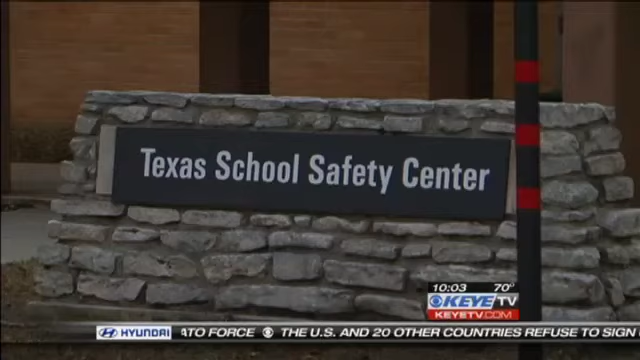 Texas School Safety Center
10:03 70°
KEYE TV
KEYETV.COM
HYUNDAI ATO FORCE THE U.S. AND 20 OTHER COUNTRIES REFUSE TO SIGN